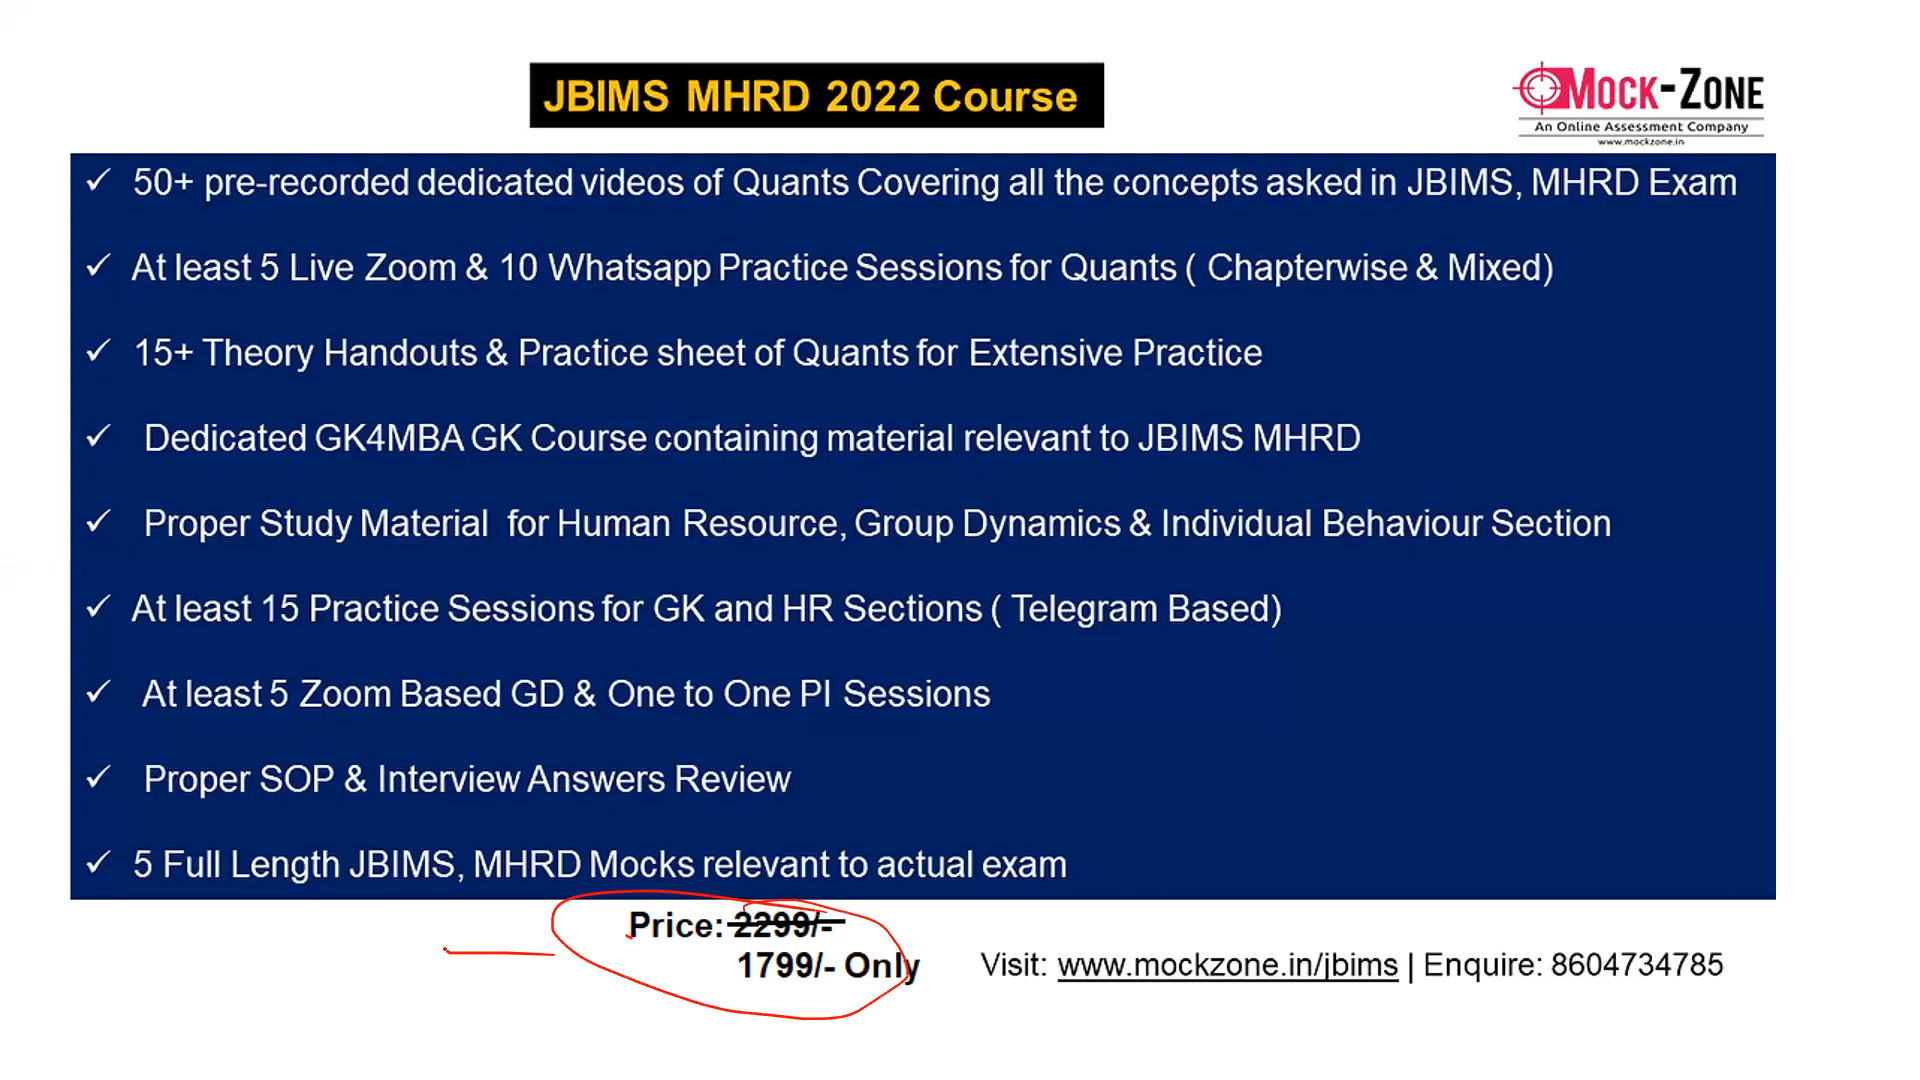 JBIMS MHRD 2022 Course
MOCK-ZONE
An Online Assessment Company
www.mockzone.in
✓ 50+ pre-recorded dedicated videos of Quants Covering all the concepts asked in JBIMS, MHRD Exam
✓ At least 5 Live Zoom & 10 Whatsapp Practice Sessions for Quants ( Chapterwise & Mixed)
✓ 15+ Theory Handouts & Practice sheet of Quants for Extensive Practice
✓ Dedicated GK4MBA GK Course containing material relevant to JBIMS MHRD
✓ Proper Study Material for Human Resource, Group Dynamics & Individual Behaviour Section
✓ At least 15 Practice Sessions for GK and HR Sections ( Telegram Based)
✓ At least 5 Zoom Based GD & One to One PI Sessions
✓ Proper SOP & Interview Answers Review
✓ 5 Full Length JBIMS, MHRD Mocks relevant to actual exam
Price: 2299/-
1799/- Only
Visit: www.mockzone.in/jbims | Enquire: 8604734785